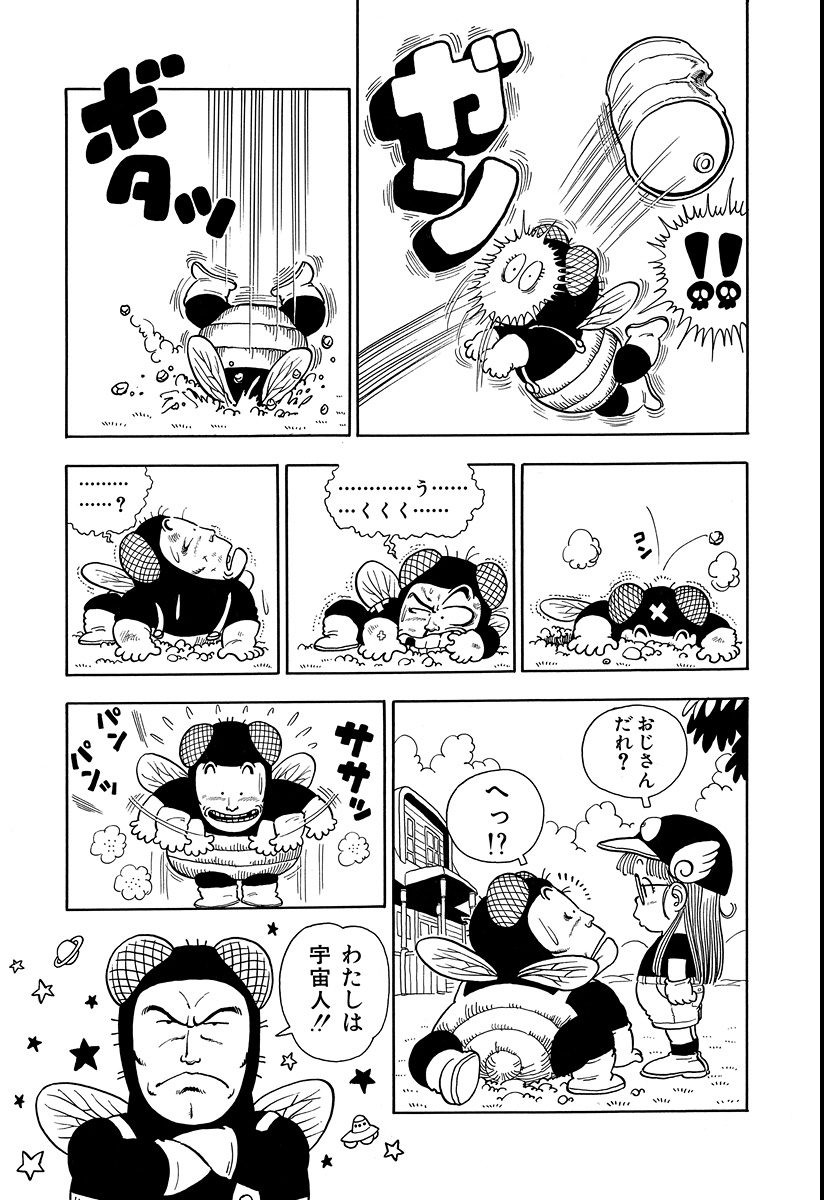 ガン
!!
ボタッ
コン
…………う……
…くくく……
………
……?
おじさん
だれ?
へっ!?
ササッ
パン
パンッ
わたしは
宇宙人!!